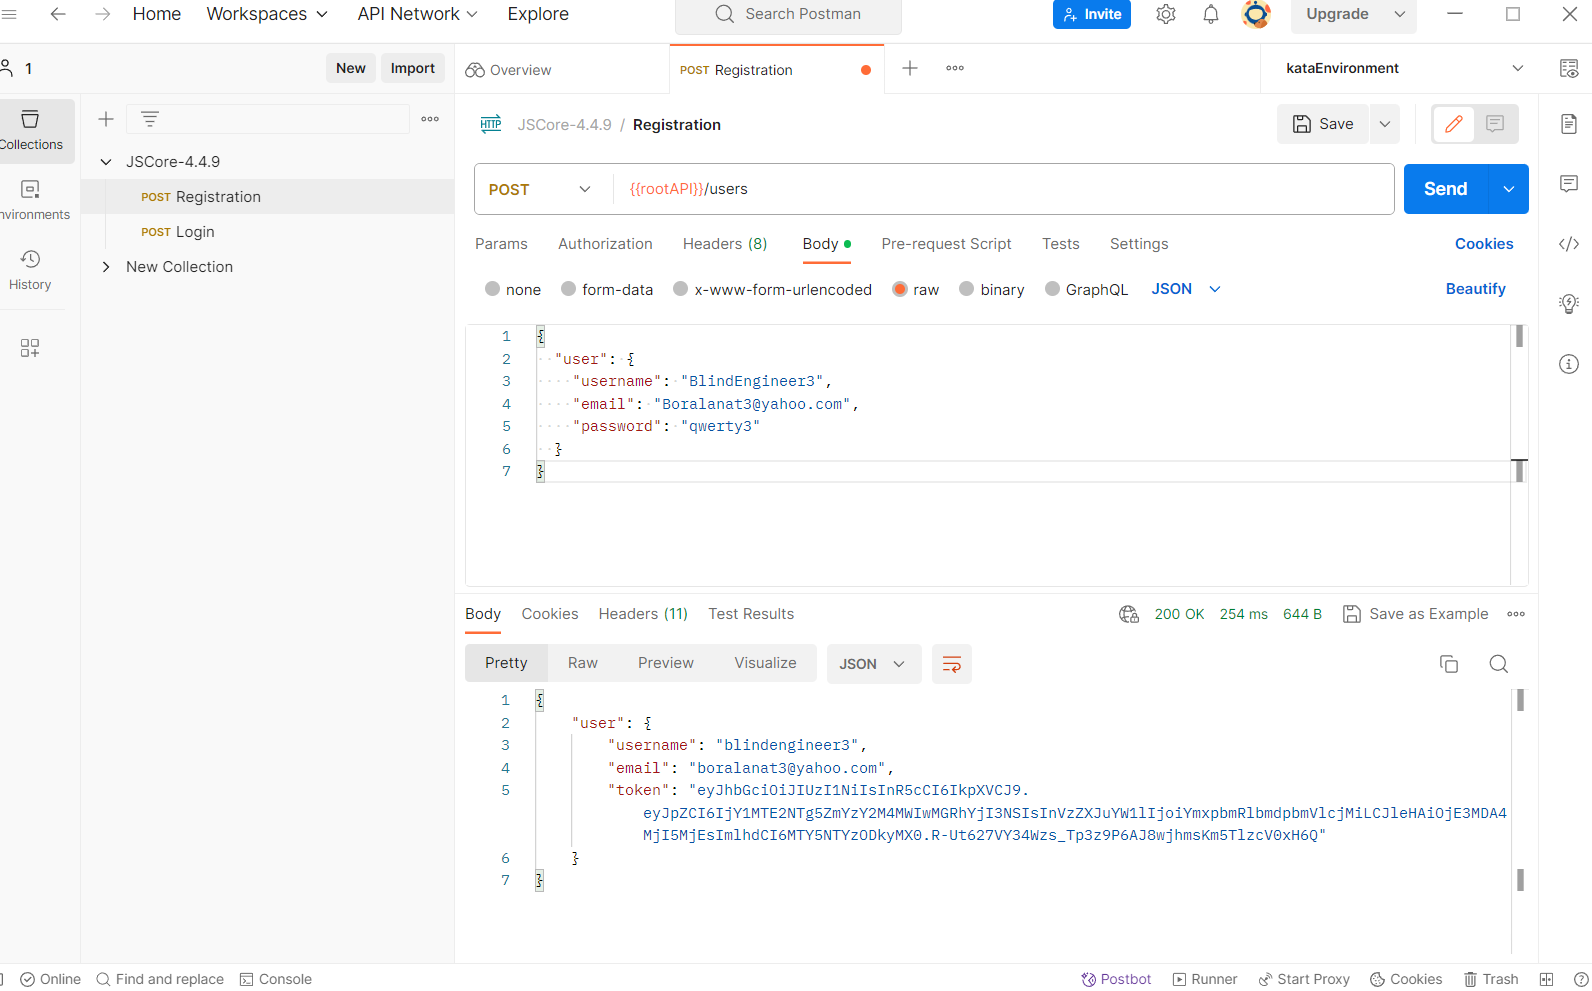 Home Workspaces API Network Explore Search Postman Invite Upgrade
1 New Import Overview POST Registration kataEnvironment
Collections
JSCore-4.4.9 / Registration Save
JSCore-4.4.9
POST Registration
POST Login
New Collection
nvironments
History
POST {{rootAPI}}/users Send
Params Authorization Headers (8) Body Pre-request Script Tests Settings Cookies
none form-data x-www-form-urlencoded raw binary GraphQL JSON Beautify
1 {
2 "user": {
3 "username": "BlindEngineer3",
4 "email": "Boralanat3@yahoo.com",
5 "password": "qwerty3"
6 }
7 }
Body Cookies Headers (11) Test Results 200 OK 254 ms 644 B Save as Example
Pretty Raw Preview Visualize JSON
1 {
2 "user": {
3 "username": "blindengineer3",
4 "email": "boralanat3@yahoo.com",
5 "token": "eyJhbGciOiJIUzI1NiIsInR5cCI6IkpXVCJ9.
eyJpZCI6IjY1MTE2NTg5ZmYzY2M4MWIwMGRhYjI3NSIsInVzZXJuYW1lIjoiYmxpbmRlbmdpbmVlcjMiLCJleHAiOjE3MDA4
MjI5MjEsImlhdCI6MTY5NTYzODkyMX0.R-Ut627VY34Wzs_Tp3z9P6AJ8wjhmsKm5TlzcV0xH6Q"
6 }
7 }
Online Find and replace Console Postbot Runner Start Proxy Cookies Trash